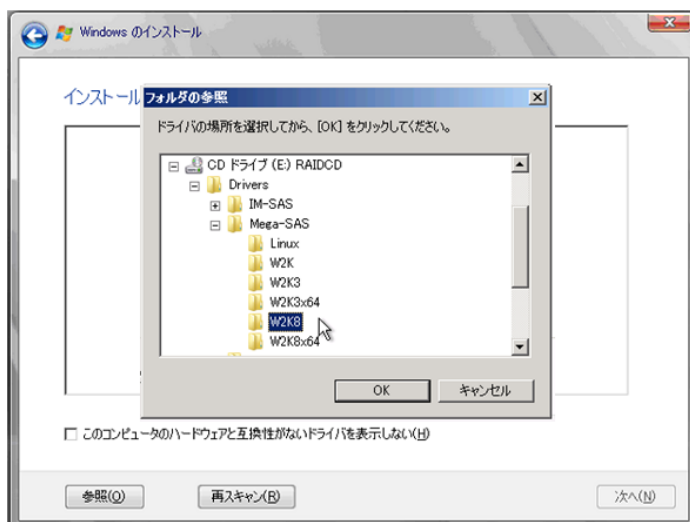 Windows のインストール
インストール
フォルダの参照
ドライバの場所を選択してから、[OK] をクリックしてください。
CD ドライブ (E:) RAIDCD
Drivers
IM-SAS
Mega-SAS
Linux
W2K
W2K3
W2K3x64
W2K8
W2K8x64
OK
キャンセル
このコンピュータのハードウェアと互換性がないドライバを表示しない(H)
参照(O)
再スキャン(R)
次へ(N)